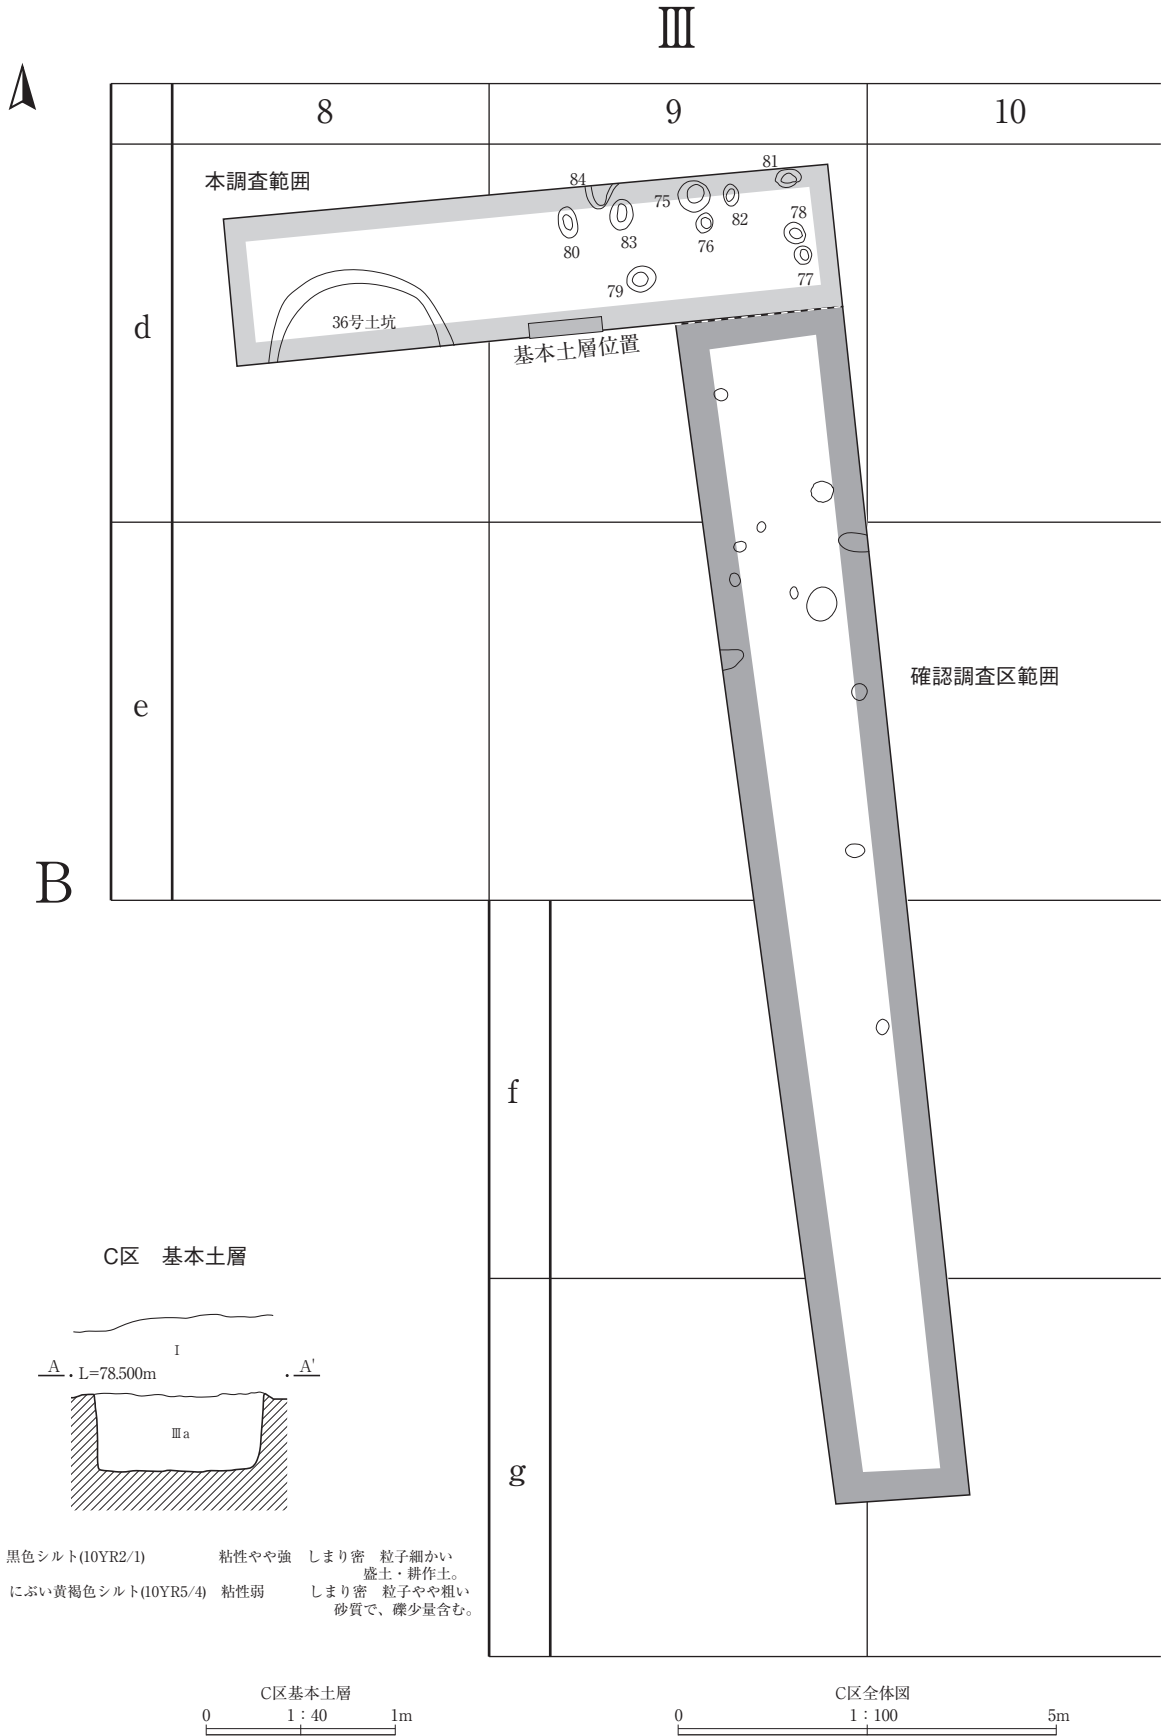 Ⅲ
8
9
10
本調査範囲
84
81
75
82
78
80
83
76
77
79
36号土坑
基本土層位置
d
確認調査区範囲
e
B
f
C区　基本土層
Ⅰ
A
L=78.500m
A'
Ⅲa
g
黒色シルト(10YR2/1)　粘性やや強　しまり密　粒子細かい
盛土・耕作土。
にぶい黄褐色シルト(10YR5/4)　粘性弱　しまり密　粒子やや粗い
砂質で、礫少量含む。
C区基本土層
0　1：40　1m
C区全体図
0　1：100　5m